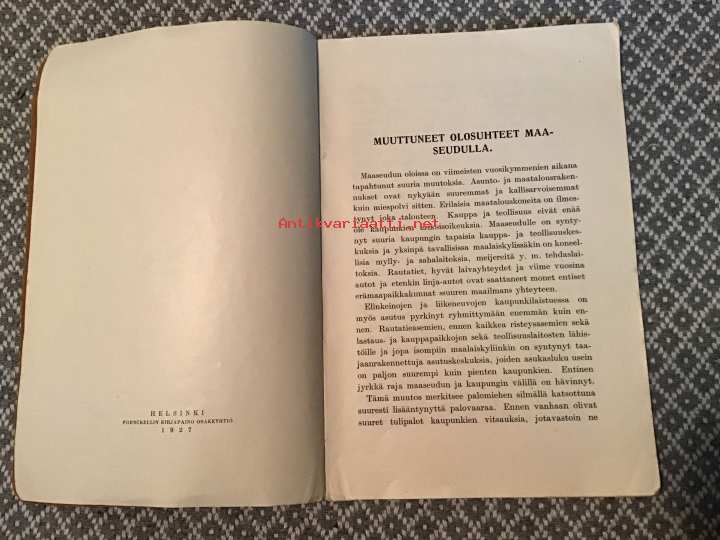 HELSINKI
FORSSELLIN KIRJAPAINO OSAKEYHTIÖ
1927
MUUTTUNEET OLOSUHTEET MAA-
SEUDULLA.
Maaseudun oloissa on viimeisten vuosikymmenien aikana
tapahtunut suuria muutoksia. Asunto- ja maatalousraken-
nukset ovat nykyään suuremmat ja kallisarvoisemmat
kuin miespolvi sitten. Erilaisia maatalouskoneita on ilmes-
tynyt joka talouteen. Kauppa ja teollisuus eivät enää
ole kaupunkien
Antikvariaatti.net
Maaseudulle on synty-
nyt suuria kaupungin tapaisia kauppa- ja teollisuuskes-
kuksia ja yksinpä tavallisissa maalaiskylissäkin on koneel-
lisia mylly- ja sahalaitoksia, meijereitä y. m. tehdaslai-
toksia. Rautatiet, hyvät laivayhteydet ja viime vuosina
autot ja etenkin linja-autot ovat saattaneet monet entiset
erämaapaikkakunnat suuren maailman yhteyteen.
Elinkeinojen ja liikeneuvojen kaupunkilaistuessa on
myös asutus pyrkinyt ryhmittymään enemmän kuin en-
nen. Rautatieasemien, ennen kaikkea risteysasemien sekä
lastaus- ja kauppapaikkojen sekä teollisuuslaitosten lähis-
töille ja jopa isompiin maalaiskyliinkin on syntynyt taa-
jaanrakennettuja asutuskeskuksia, joiden asukasluku usein
on paljon suurempi kuin pienten kaupunkien. Entinen
jyrkkä raja maaseudun ja kaupungin välillä on hävinnyt.
Tämä muutos merkitsee palomiehen silmällä katsottuna
suuresti lisääntynyttä palovaaraa. Ennen vanhaan olivat
suuret tulipalot kaupunkien vitsauksia, jotavastoin ne